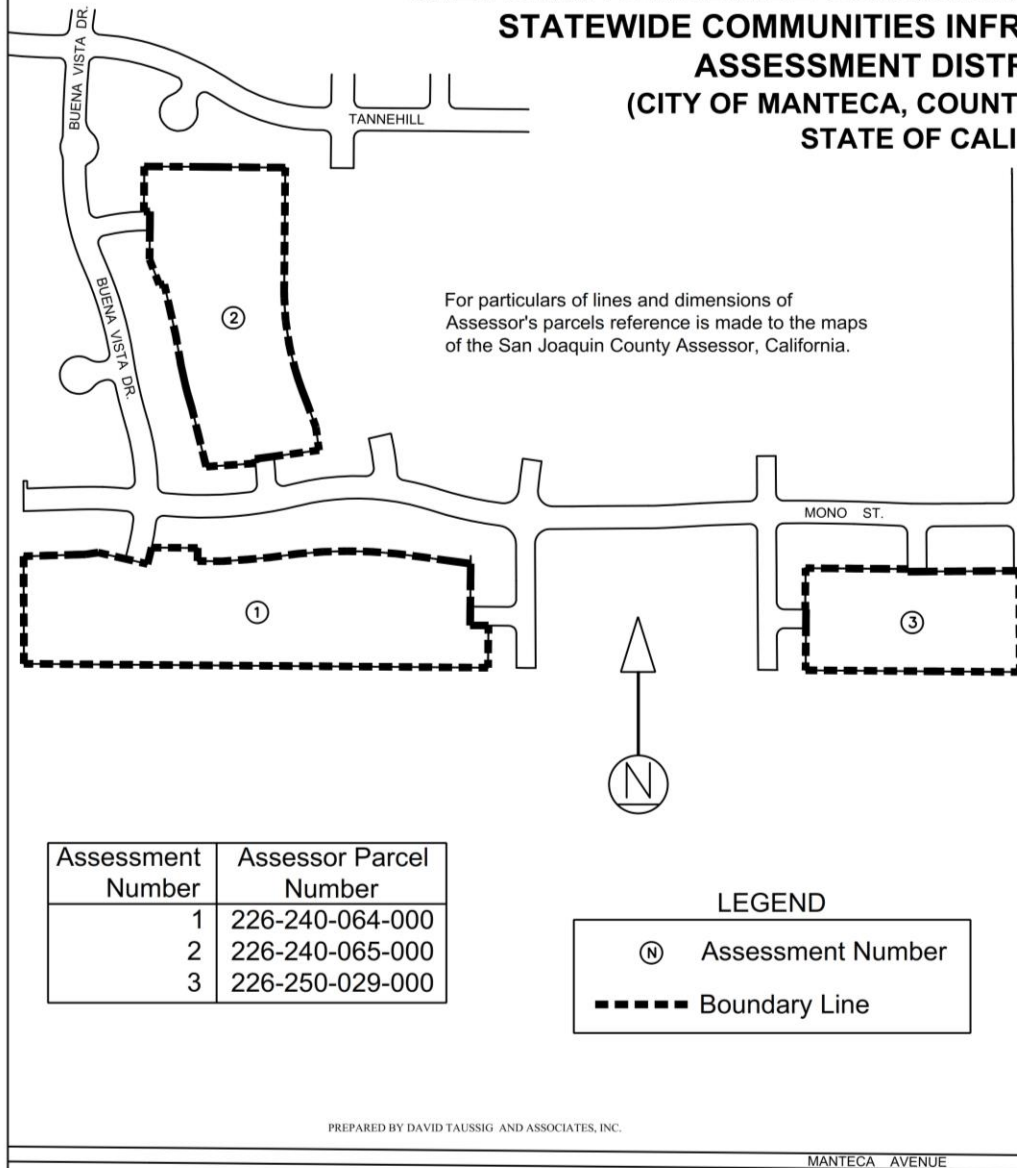 STATEWIDE COMMUNITIES INFR
ASSESSMENT DISTR
(CITY OF MANTECA, COUNT
STATE OF CALI
BUENA VISTA DR.
TANNEHILL
For particulars of lines and dimensions of
Assessor's parcels reference is made to the maps
of the San Joaquin County Assessor, California.
2
BUENA VISTA DR.
MONO ST.
1
3
N
Assessment Number Assessor Parcel Number
1 226-240-064-000
2 226-240-065-000
3 226-250-029-000
LEGEND
N Assessment Number
Boundary Line
PREPARED BY DAVID TAUSSIG AND ASSOCIATES, INC.
MANTECA AVENUE